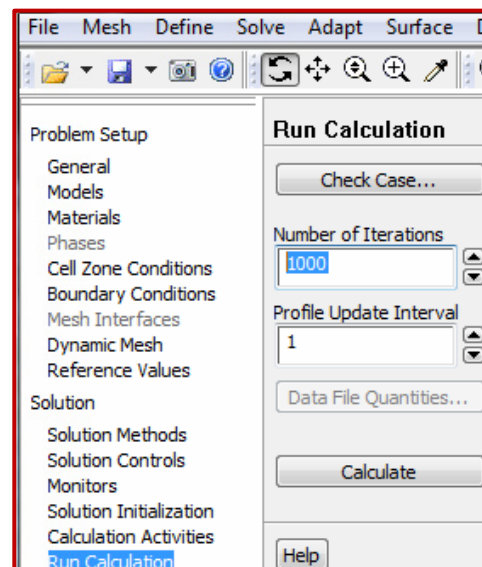 File Mesh Define Solve Adapt Surface
Problem Setup
General
Models
Materials
Phases
Cell Zone Conditions
Boundary Conditions
Mesh Interfaces
Dynamic Mesh
Reference Values
Solution
Solution Methods
Solution Controls
Monitors
Solution Initialization
Calculation Activities
Run Calculation
Run Calculation
Check Case...
Number of Iterations
1000
Profile Update Interval
1
Data File Quantities...
Calculate
Help